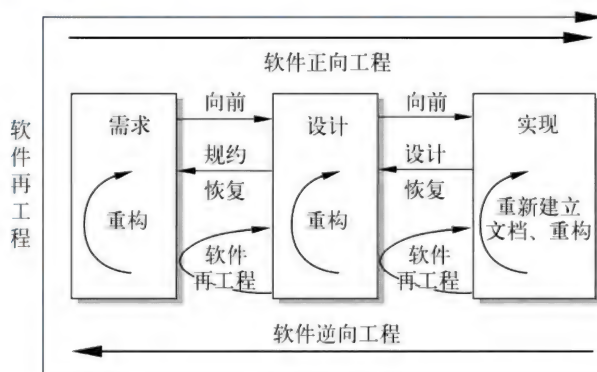 软件正向工程
软件再工程
需求
向前
设计
向前
实现
规约
恢复
设计
恢复
重构
重构
重新建立
文档、重构
软件
再工程
软件
再工程
软件逆向工程